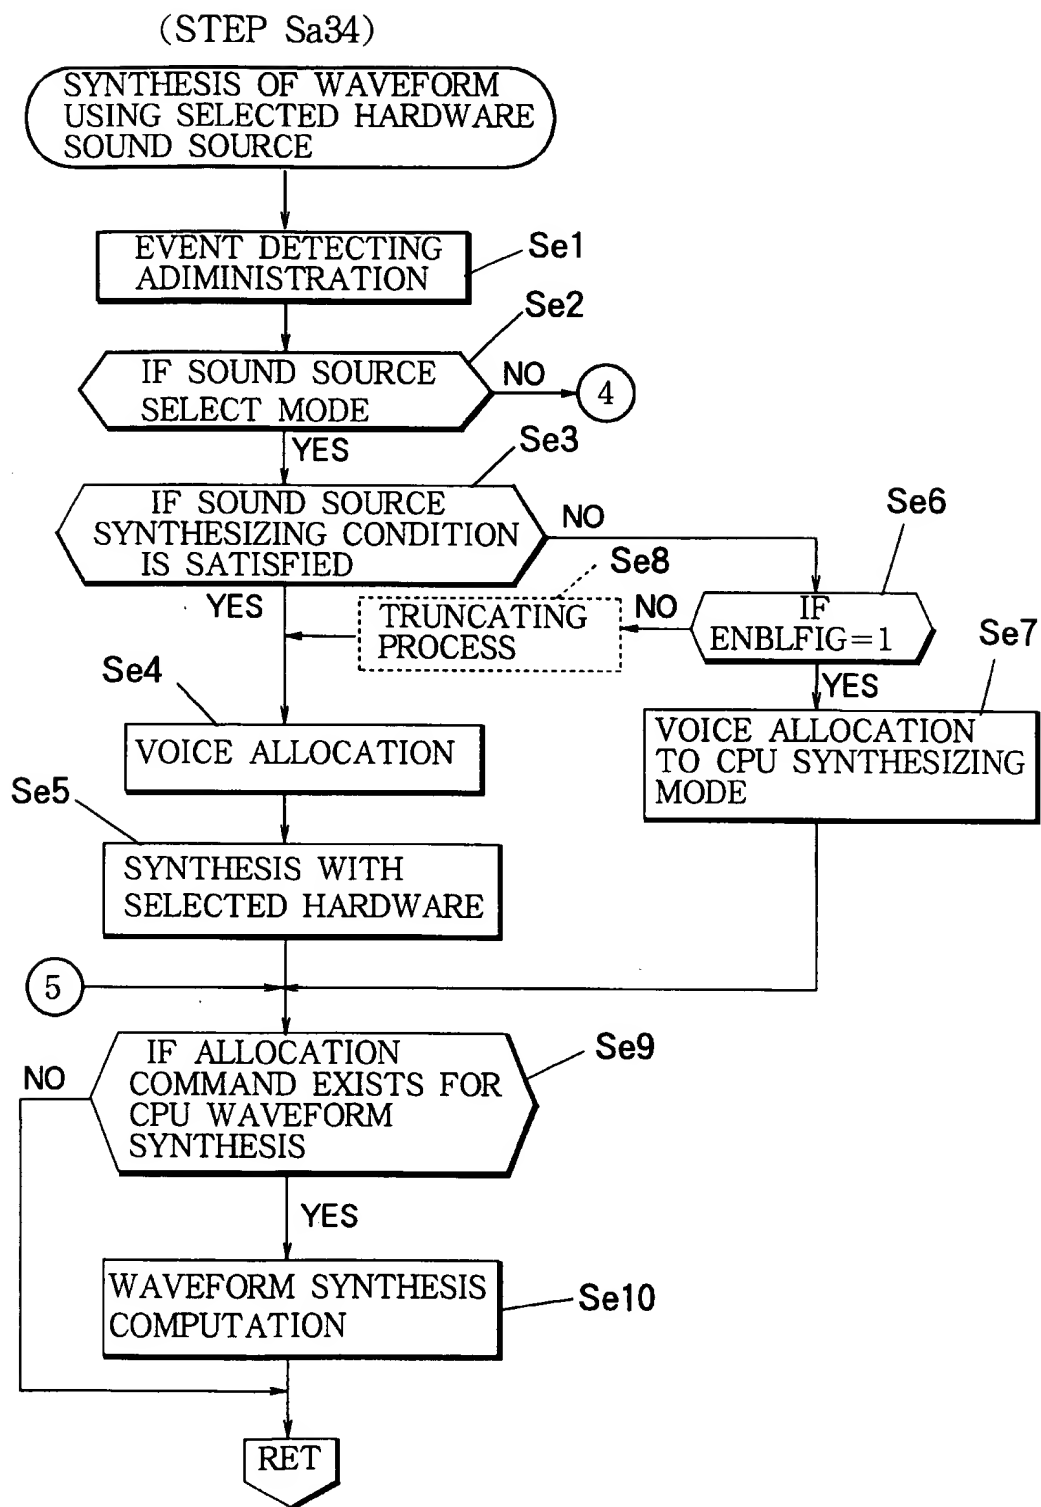 (STEP Sa34)
SYNTHESIS OF WAVEFORM
USING SELECTED HARDWARE
SOUND SOURCE
EVENT DETECTING
ADIMINISTRATION
Se1
Se2
IF SOUND SOURCE
SELECT MODE
NO
4
YES
Se3
IF SOUND SOURCE
SYNTHESIZING CONDITION
IS SATISFIED
NO
YES
Se6
IF
ENBLFIG=1
NO
YES
Se8
TRUNCATING
PROCESS
Se7
VOICE ALLOCATION
TO CPU SYNTHESIZING
MODE
Se4
VOICE ALLOCATION
Se5
SYNTHESIS WITH
SELECTED HARDWARE
5
IF ALLOCATION
COMMAND EXISTS FOR
CPU WAVEFORM
SYNTHESIS
Se9
NO
YES
WAVEFORM SYNTHESIS
COMPUTATION
Se10
RET